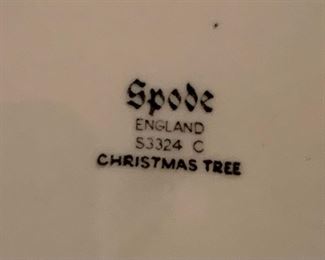 Spode
ENGLAND
S3324 C
CHRISTMAS TREE